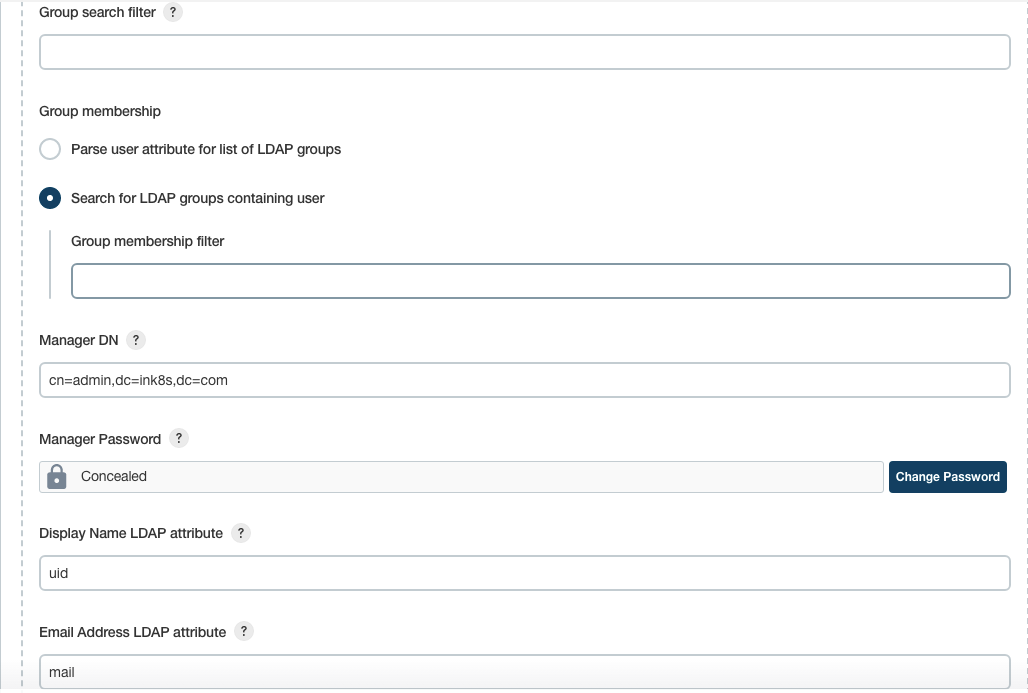 Group search filter ?
Group membership
Parse user attribute for list of LDAP groups
Search for LDAP groups containing user
Group membership filter
Manager DN ?
cn=admin,dc=ink8s,dc=com
Manager Password ?
Concealed Change Password
Display Name LDAP attribute ?
uid
Email Address LDAP attribute ?
mail